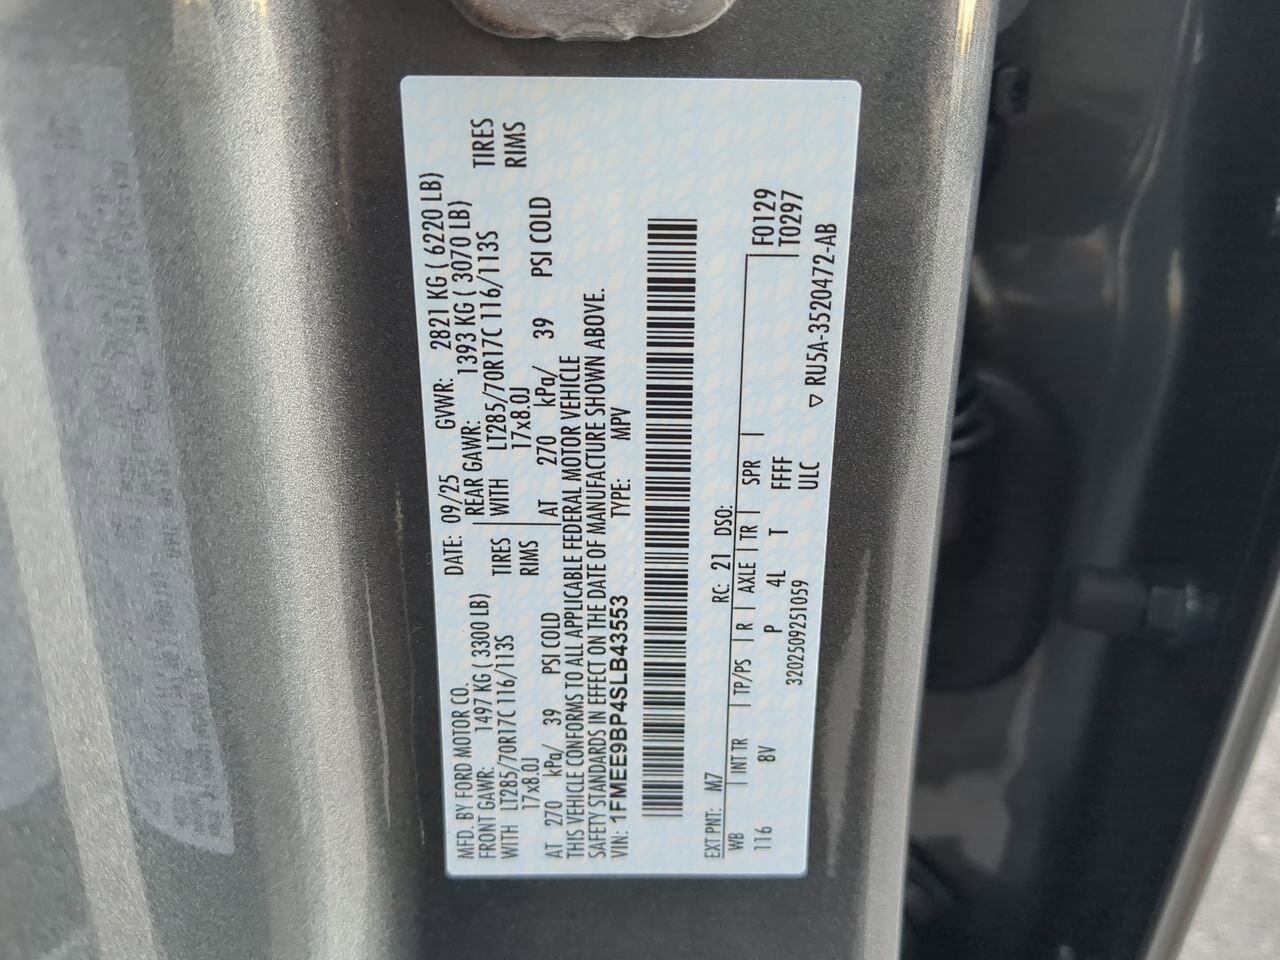 MFD. BY FORD MOTOR CO. DATE: 09/25 GVWR: 2821 KG ( 6220 LB)
FRONT GAWR: 1497 KG ( 3300 LB) REAR GAWR: 1393 KG ( 3070 LB)
WITH LT285/70R17C 116/113S TIRES WITH LT285/70R17C 116/113S TIRES
17x8.0J RIMS 17x8.0J RIMS
AT 270 kPa/ 39 PSI COLD AT 270 kPa/ 39 PSI COLD
THIS VEHICLE CONFORMS TO ALL APPLICABLE FEDERAL MOTOR VEHICLE
SAFETY STANDARDS IN EFFECT ON THE DATE OF MANUFACTURE SHOWN ABOVE.
VIN: 1FMEE9BP4SLB43553 TYPE: MPV
EXT PNT: M7 RC: 21 DSO:
WB INT TR TP/PS R AXLE TR SPR F0129
116 8V P 4L T FFFF T0297
3202509251059 ULC
▽ RU5A-3520472-AB